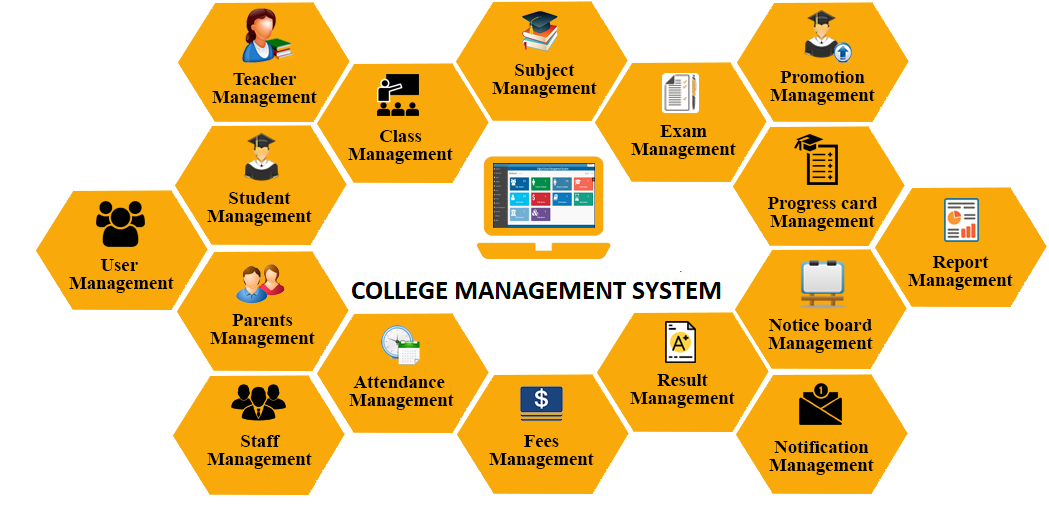 Teacher
Management
Subject
Management
Promotion
Management
Class
Management
Exam
Management
Student
Management
Progress card
Management
User
Management
Report
Management
Parents
Management
COLLEGE MANAGEMENT SYSTEM
Notice board
Management
Attendance
Management
A+
Result
Management
Staff
Management
$
Fees
Management
1
Notification
Management